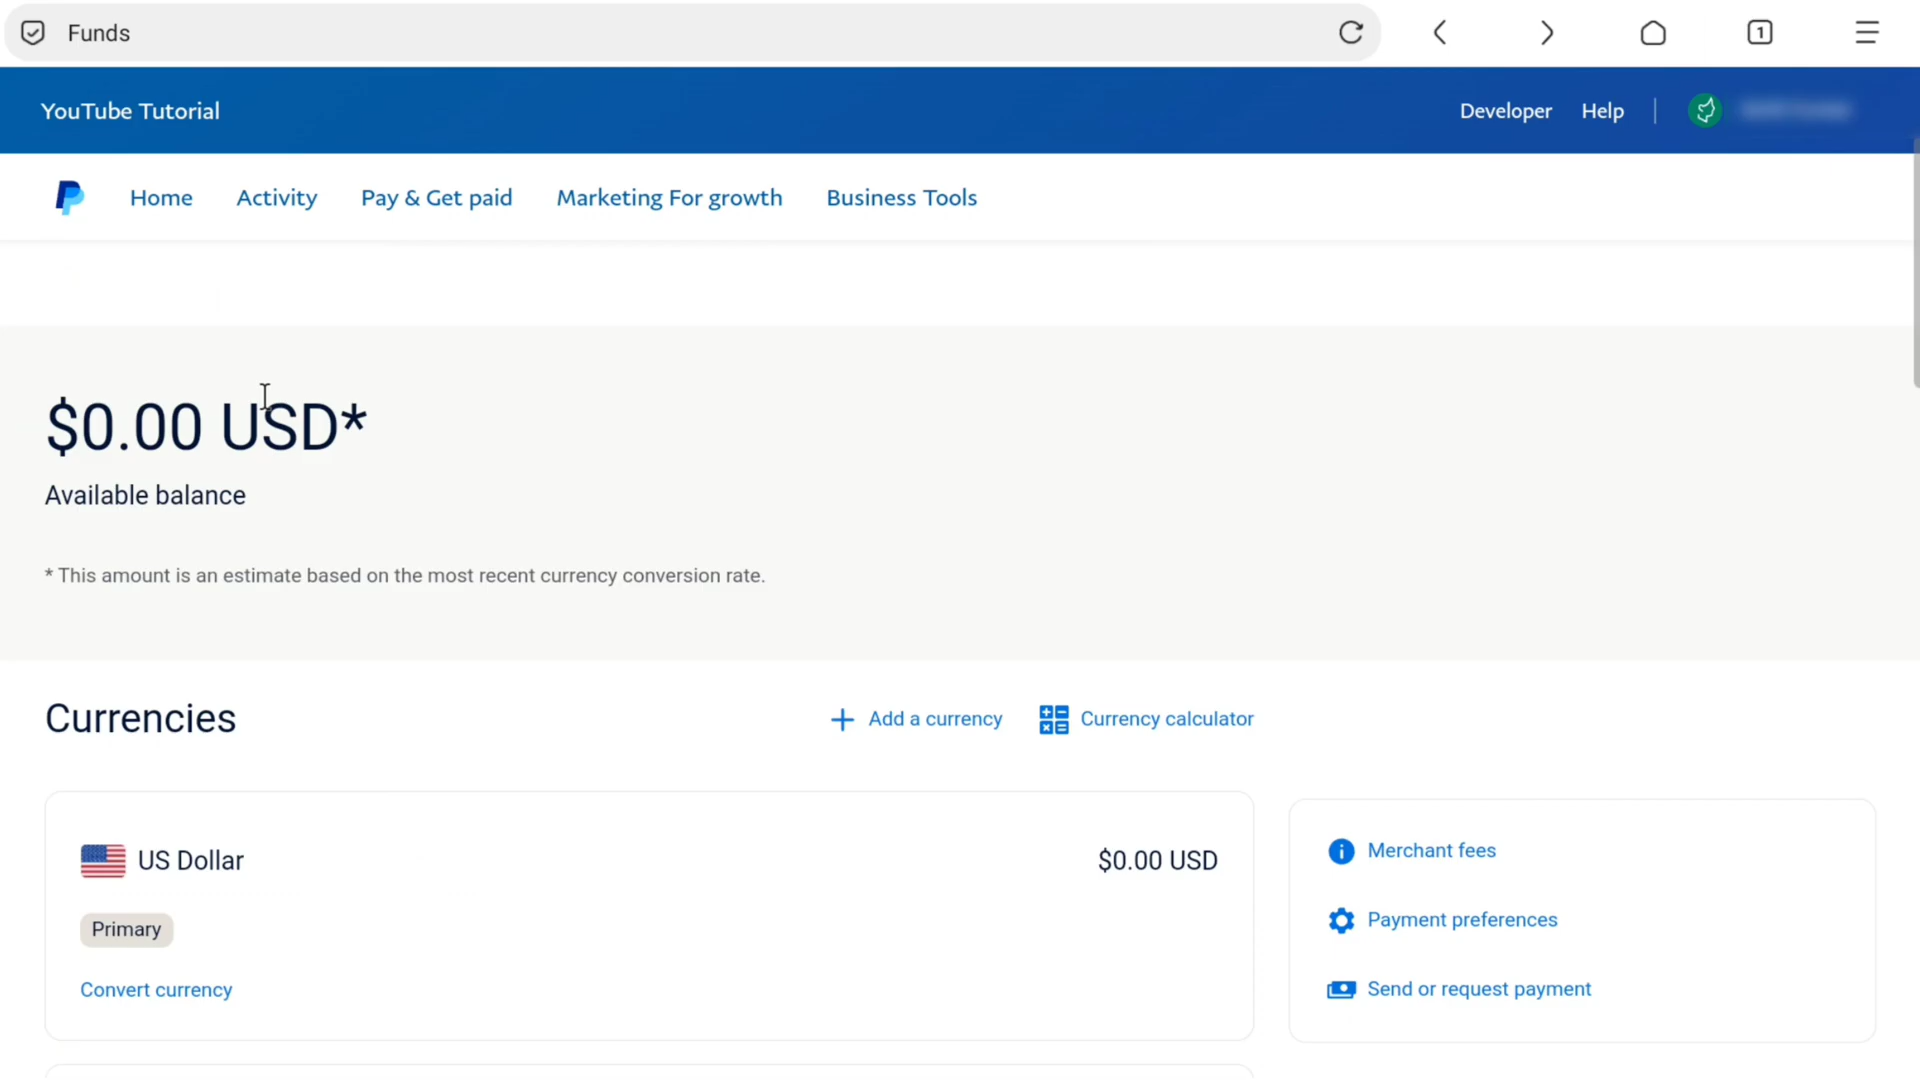 Funds
1
YouTube Tutorial
Developer Help
Home Activity Pay & Get paid Marketing For growth Business Tools
$0.00 USD*
Available balance
* This amount is an estimate based on the most recent currency conversion rate.
Currencies
Add a currency
Currency calculator
US Dollar $0.00 USD
Primary
Convert currency
Merchant fees
Payment preferences
Send or request payment